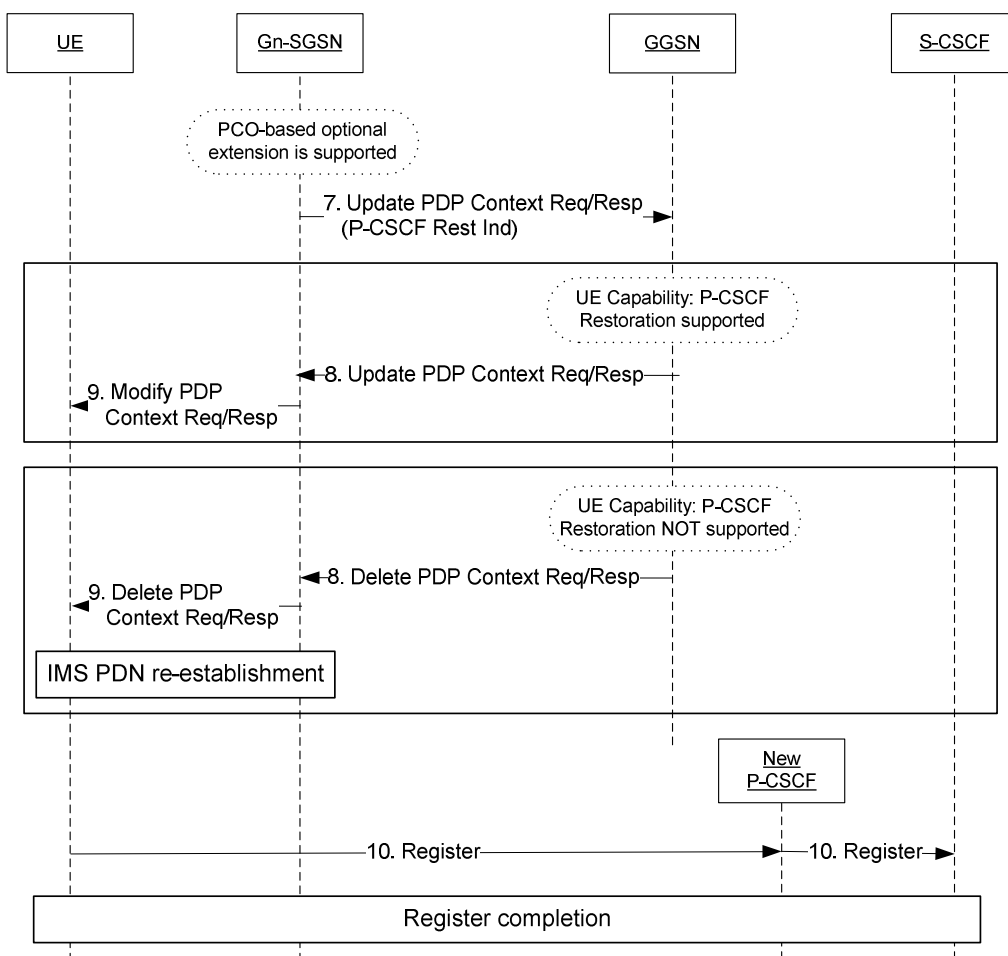 UE
Gn-SGSN
GGSN
S-CSCF
PCO-based optional
extension is supported
7. Update PDP Context Req/Resp
(P-CSCF Rest Ind)
UE Capability: P-CSCF
Restoration supported
8. Update PDP Context Req/Resp
9. Modify PDP
Context Req/Resp
UE Capability: P-CSCF
Restoration NOT supported
8. Delete PDP Context Req/Resp
9. Delete PDP
Context Req/Resp
IMS PDN re-establishment
New
P-CSCF
10. Register
10. Register
Register completion